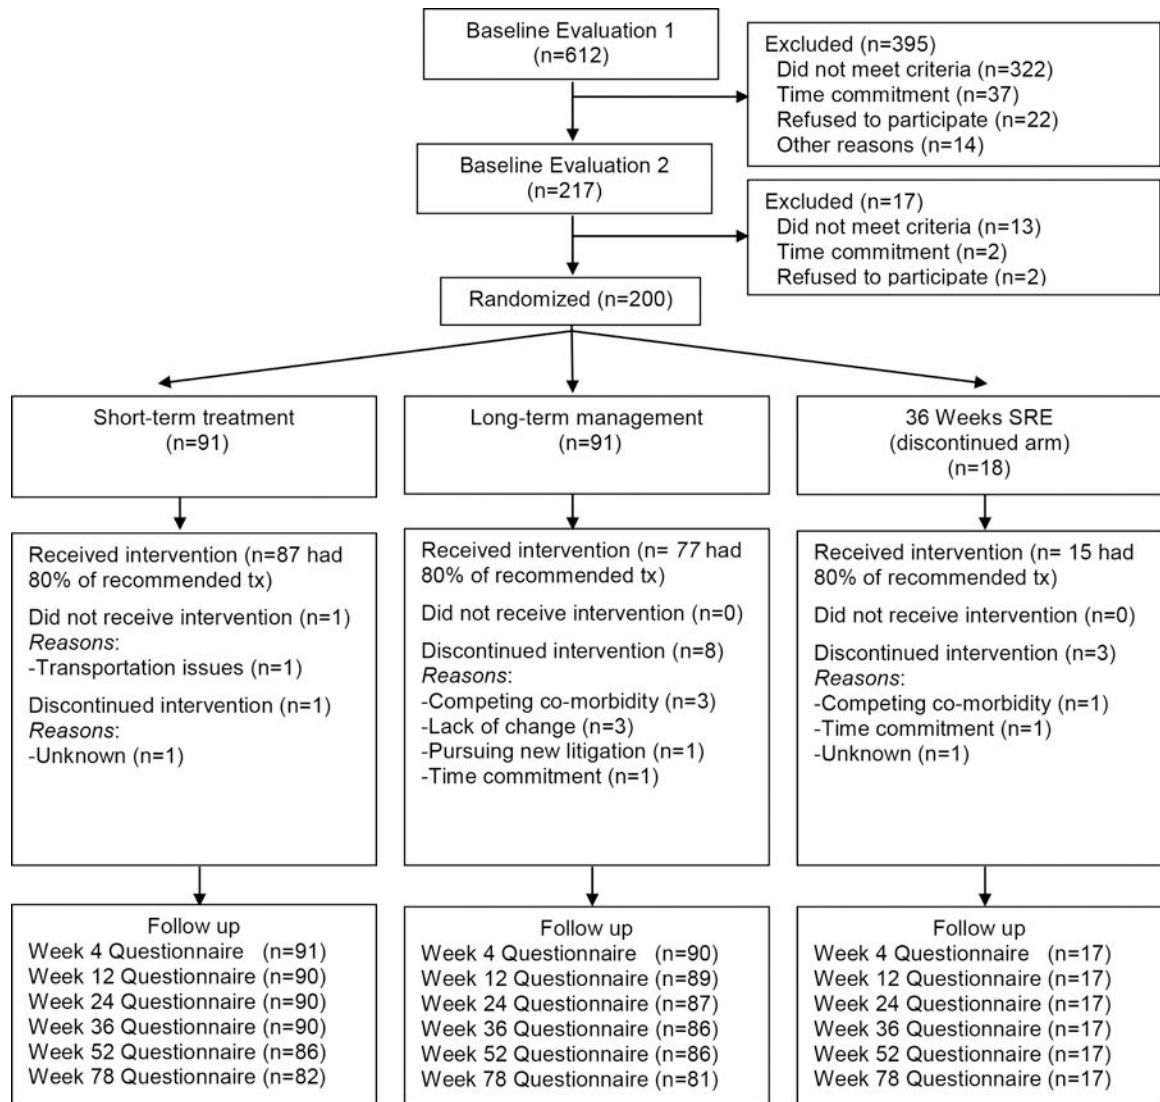 Baseline Evaluation 1
(n=612)
Excluded (n=395)
Did not meet criteria (n=322)
Time commitment (n=37)
Refused to participate (n=22)
Other reasons (n=14)
Baseline Evaluation 2
(n=217)
Excluded (n=17)
Did not meet criteria (n=13)
Time commitment (n=2)
Refused to participate (n=2)
Randomized (n=200)
Short-term treatment
(n=91)
Long-term management
(n=91)
36 Weeks SRE
(discontinued arm)
(n=18)
Received intervention (n=87 had
80% of recommended tx)
Did not receive intervention (n=1)
Reasons:
-Transportation issues (n=1)
Discontinued intervention (n=1)
Reasons:
-Unknown (n=1)
Received intervention (n= 77 had
80% of recommended tx)
Did not receive intervention (n=0)
Discontinued intervention (n=8)
Reasons:
-Competing co-morbidity (n=3)
-Lack of change (n=3)
-Pursuing new litigation (n=1)
-Time commitment (n=1)
Received intervention (n= 15 had
80% of recommended tx)
Did not receive intervention (n=0)
Discontinued intervention (n=3)
Reasons:
-Competing co-morbidity (n=1)
-Time commitment (n=1)
-Unknown (n=1)
Follow up
Week 4 Questionnaire (n=91)
Week 12 Questionnaire (n=90)
Week 24 Questionnaire (n=90)
Week 36 Questionnaire (n=90)
Week 52 Questionnaire (n=86)
Week 78 Questionnaire (n=82)
Follow up
Week 4 Questionnaire (n=90)
Week 12 Questionnaire (n=89)
Week 24 Questionnaire (n=87)
Week 36 Questionnaire (n=86)
Week 52 Questionnaire (n=86)
Week 78 Questionnaire (n=81)
Follow up
Week 4 Questionnaire (n=17)
Week 12 Questionnaire (n=17)
Week 24 Questionnaire (n=17)
Week 36 Questionnaire (n=17)
Week 52 Questionnaire (n=17)
Week 78 Questionnaire (n=17)